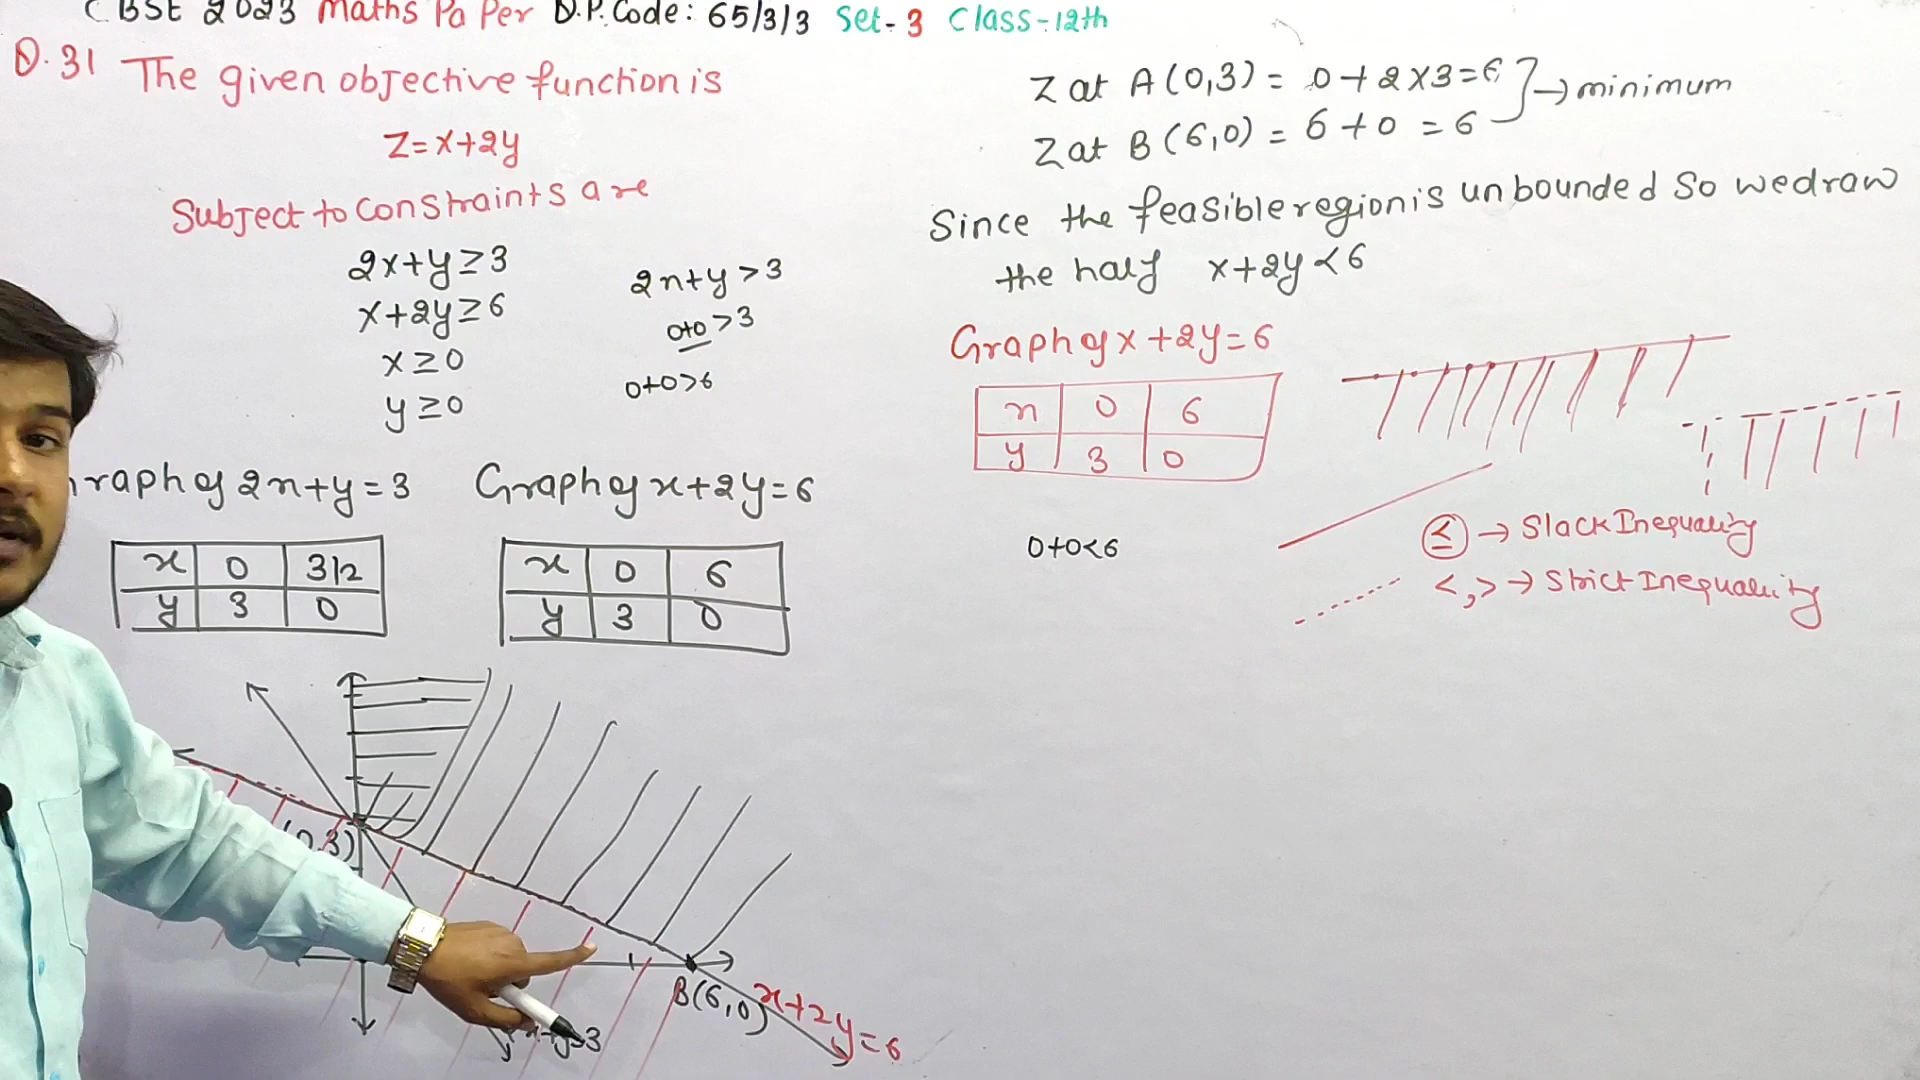 CBSE 2023 Maths Paper Q.P. Code: 65/3/3 Set-3 Class-12th
Q.31 The given objective function is
Z=x+2y
Subject to constraints are
2x+y≥3
x+2y≥6
x≥0
y≥0
2x+y>3
0+0>3
0+0>6
Graph of 2x+y=3
x 0 3/2
y 3 0
Graph of x+2y=6
x 0 6
y 3 0
(0,3)
B(6,0)
x+2y=6
Z at A(0,3) = 0+2×3=6
Z at B(6,0) = 6+0=6
→minimum
Since the feasible region is unbounded So we draw
the half x+2y<6
Graph of x+2y=6
x 0 6
y 3 0
0+0<6
≤ → Slack Inequality
<,> → Strict Inequality